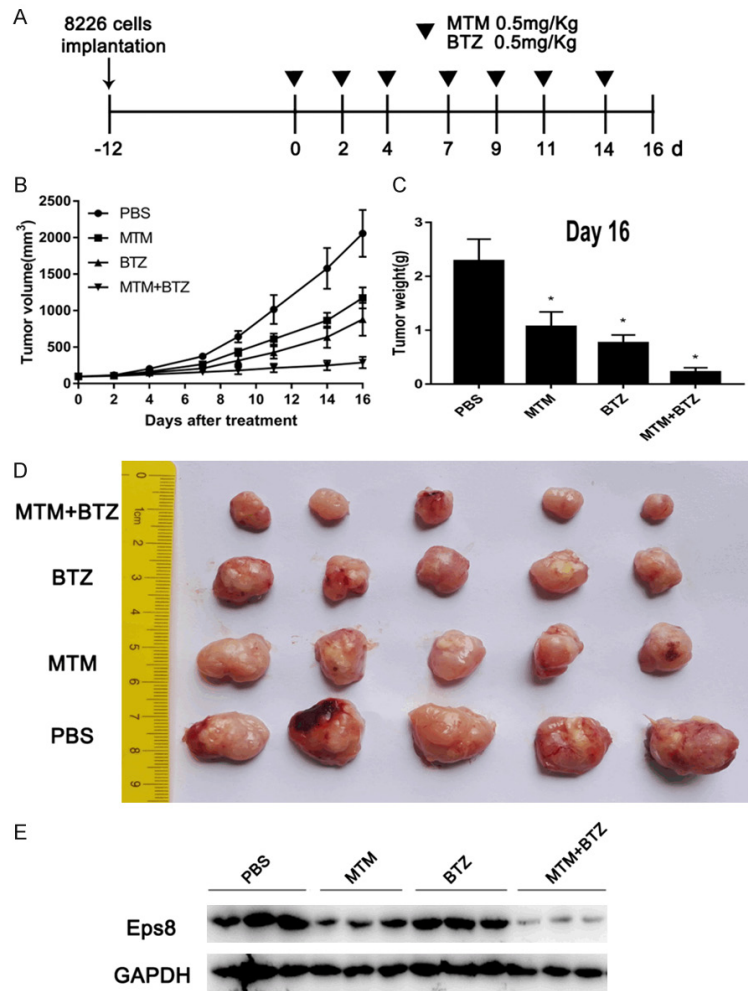 A
8226 cells
implantation
MTM 0.5mg/Kg
BTZ 0.5mg/Kg
-12 0 2 4 7 9 11 14 16 d
B
2500
2000
1500
1000
500
0
Tumor volume(mm³)
PBS
MTM
BTZ
MTM+BTZ
0 2 4 6 8 10 12 14 16
Days after treatment
C
Day 16
3
2
1
0
Tumor weight(g)
* * *
PBS MTM BTZ MTM+BTZ
D
MTM+BTZ
BTZ
MTM
PBS
0
1cm
2
3
4
5
6
7
8
9
E
PBS MTM BTZ MTM+BTZ
Eps8
GAPDH